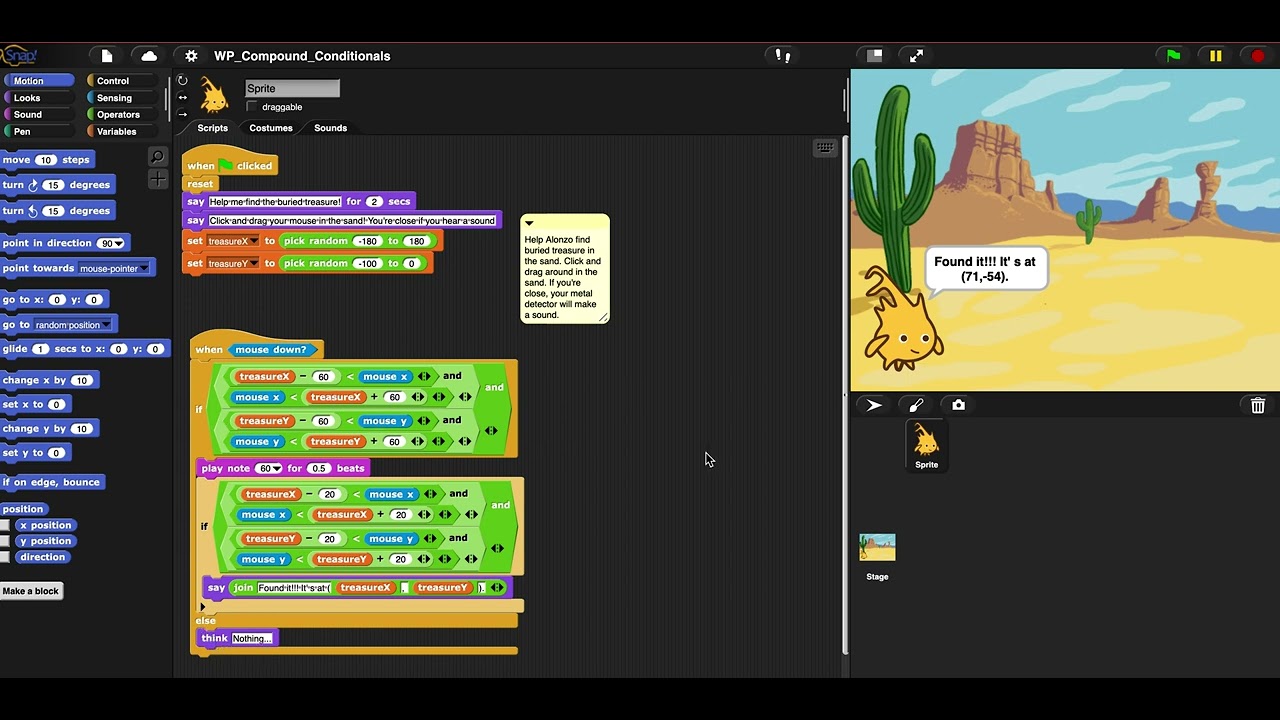 Snap!
WP_Compound_Conditionals
Motion
Control
Looks
Sensing
Sound
Operators
Pen
Variables
move 10 steps
turn 15 degrees
turn 15 degrees
point in direction 90
point towards mouse-pointer
go to x: 0 y: 0
go to random position
glide 1 secs to x: 0 y: 0
change x by 10
set x to 0
change y by 10
set y to 0
if on edge, bounce
position
x position
y position
direction
Make a block
Sprite
draggable
Scripts Costumes Sounds
when clicked
reset
say Help me find the buried treasure! for 2 secs
say Click and drag your mouse in the sand! You're close if you hear a sound
set treasureX to pick random -180 to 180
set treasureY to pick random -100 to 0
Help Alonzo find
buried treasure in
the sand. Click and
drag around in the
sand. If you're
close, your metal
detector will make
a sound.
when mouse down?
if
treasureX - 60 < mouse x and
mouse x < treasureX + 60
and
treasureY - 60 < mouse y and
mouse y < treasureY + 60
play note 60 for 0.5 beats
if
treasureX - 20 < mouse x and
mouse x < treasureX + 20
and
treasureY - 20 < mouse y and
mouse y < treasureY + 20
say join Found it!!! It's at ( treasureX , treasureY ).
else
think Nothing...
Found it!!! It' s at
(71,-54).
Sprite
Stage